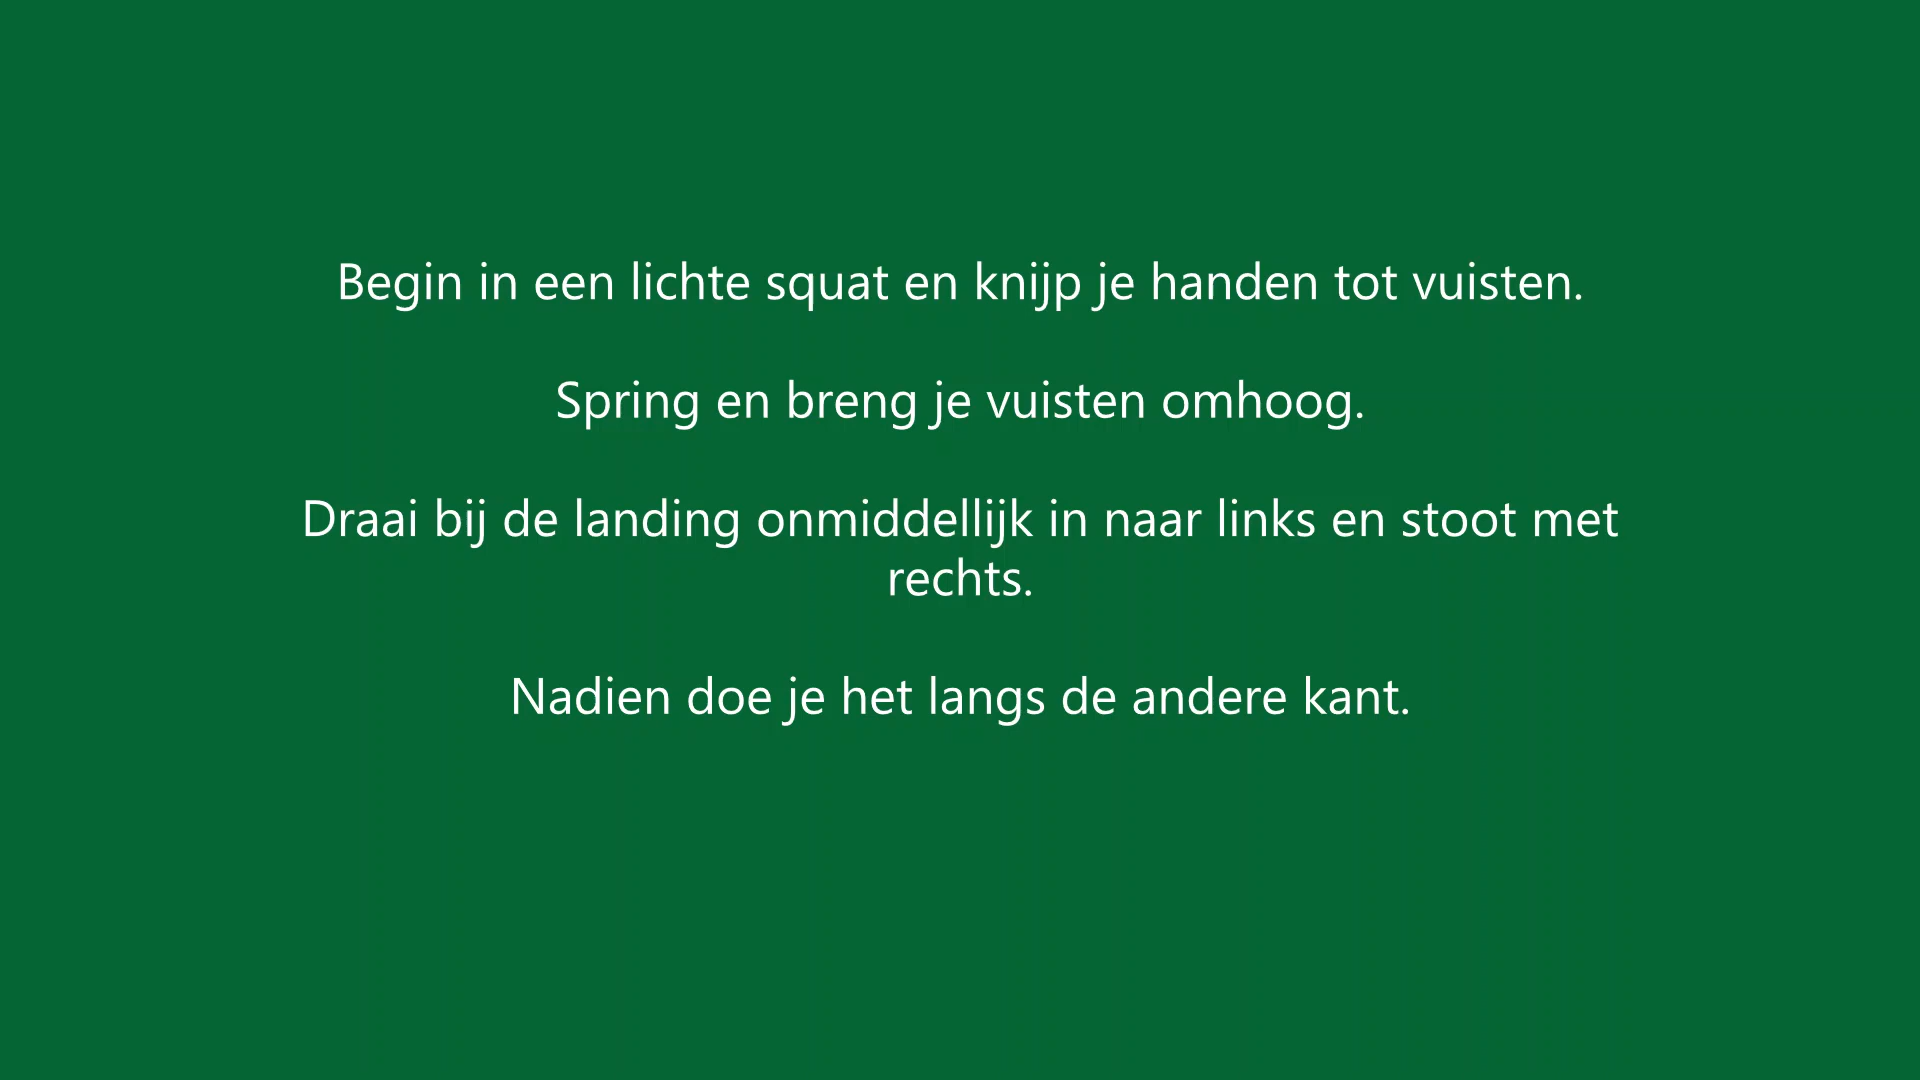 Begin in een lichte squat en knijp je handen tot vuisten.
Spring en breng je vuisten omhoog.
Draai bij de landing onmiddellijk in naar links en stoot met
rechts.
Nadien doe je het langs de andere kant.